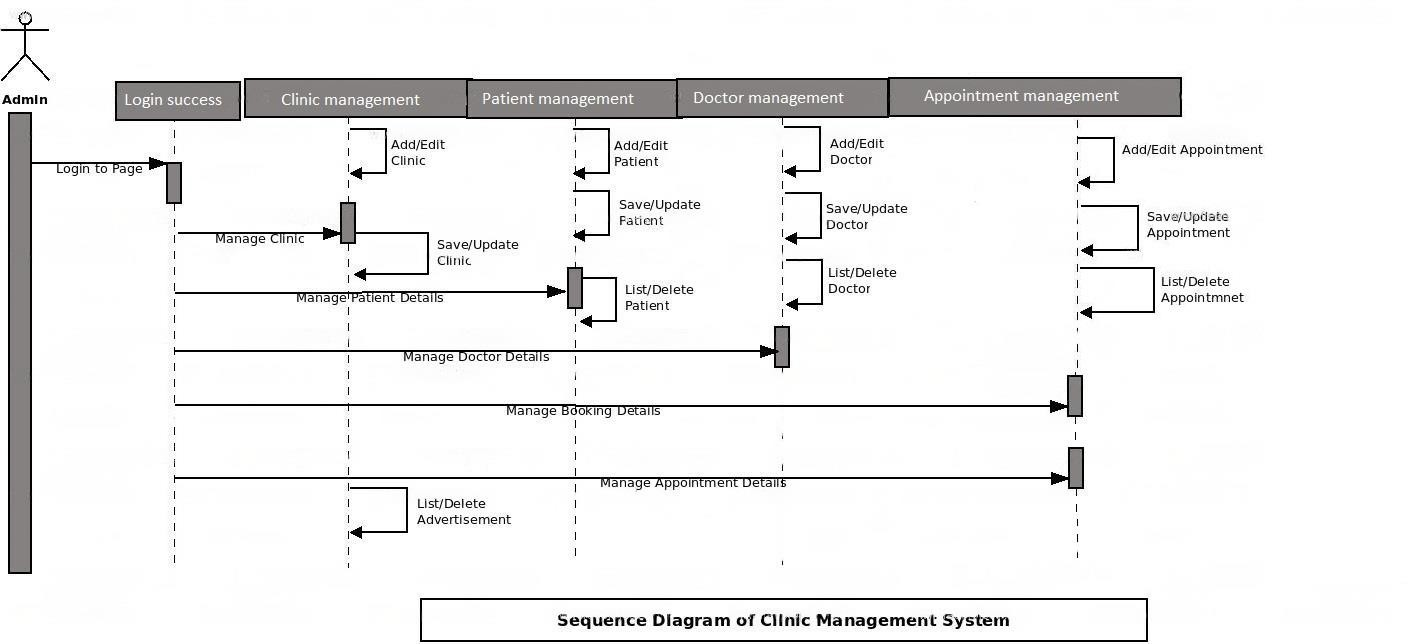 Admin
Login success
Clinic management
Patient management
Doctor management
Appointment management
Add/Edit
Clinic
Add/Edit
Patient
Add/Edit
Doctor
Add/Edit Appointment
Login to Page
Save/Update
Patient
Save/Update
Doctor
Save/Update
Appointment
Manage Clinic
Save/Update
Clinic
List/Delete
Patient
List/Delete
Doctor
List/Delete
Appointmnet
Manage Patient Details
Manage Doctor Details
Manage Booking Details
Manage Appointment Details
List/Delete
Advertisement
Sequence Diagram of Clinic Management System